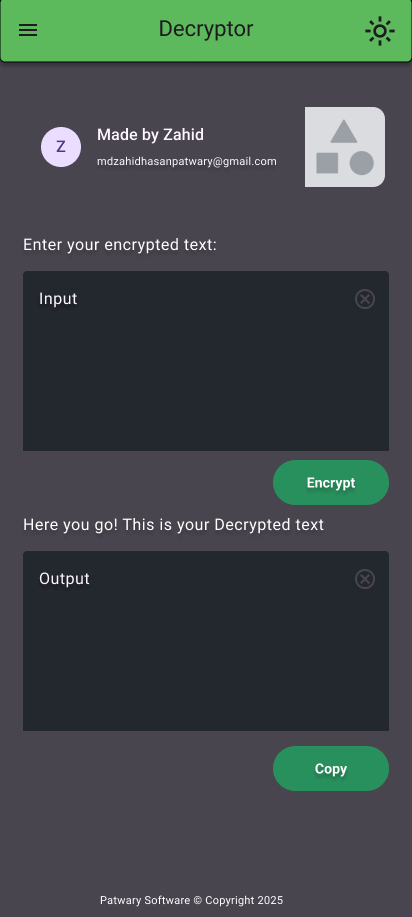 Decryptor
Z
Made by Zahid
mdzahidhasanpatwary@gmail.com
Enter your encrypted text:
Input
Encrypt
Here you go! This is your Decrypted text
Output
Copy
Patwary Software © Copyright 2025